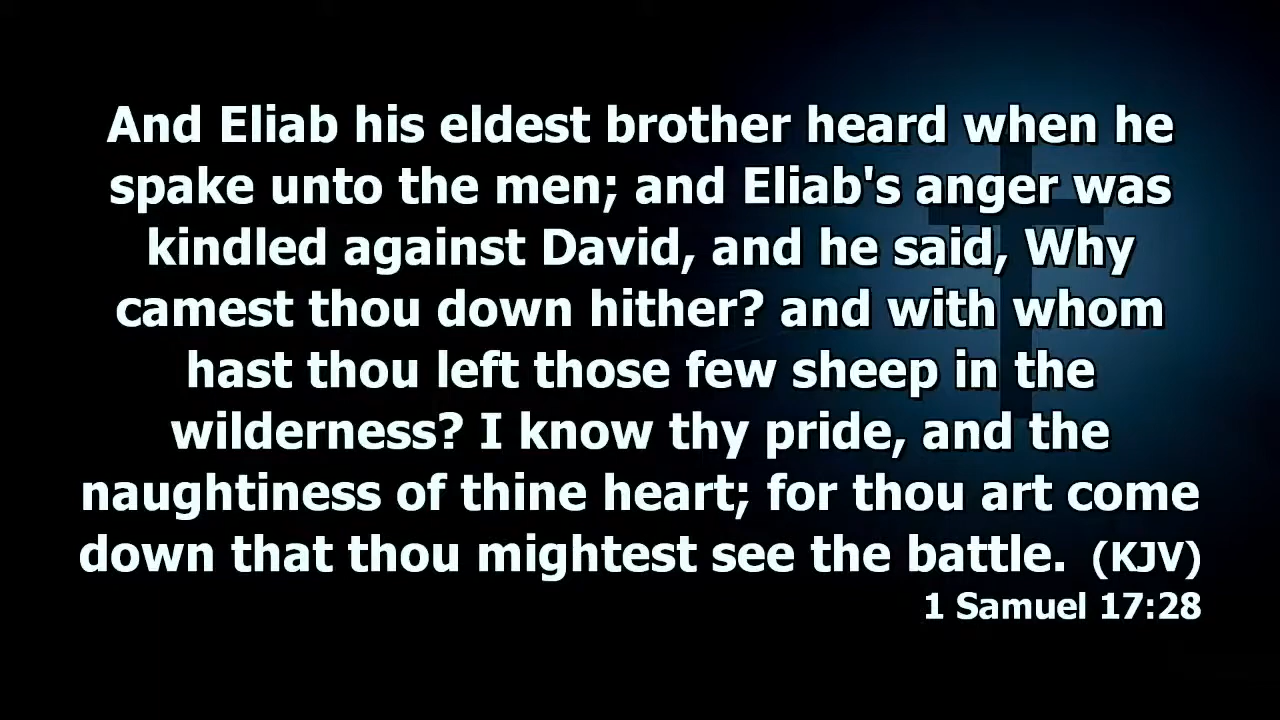 And Eliab his eldest brother heard when he
spake unto the men; and Eliab's anger was
kindled against David, and he said, Why
camest thou down hither? and with whom
hast thou left those few sheep in the
wilderness? I know thy pride, and the
naughtiness of thine heart; for thou art come
down that thou mightest see the battle. (KJV)
1 Samuel 17:28